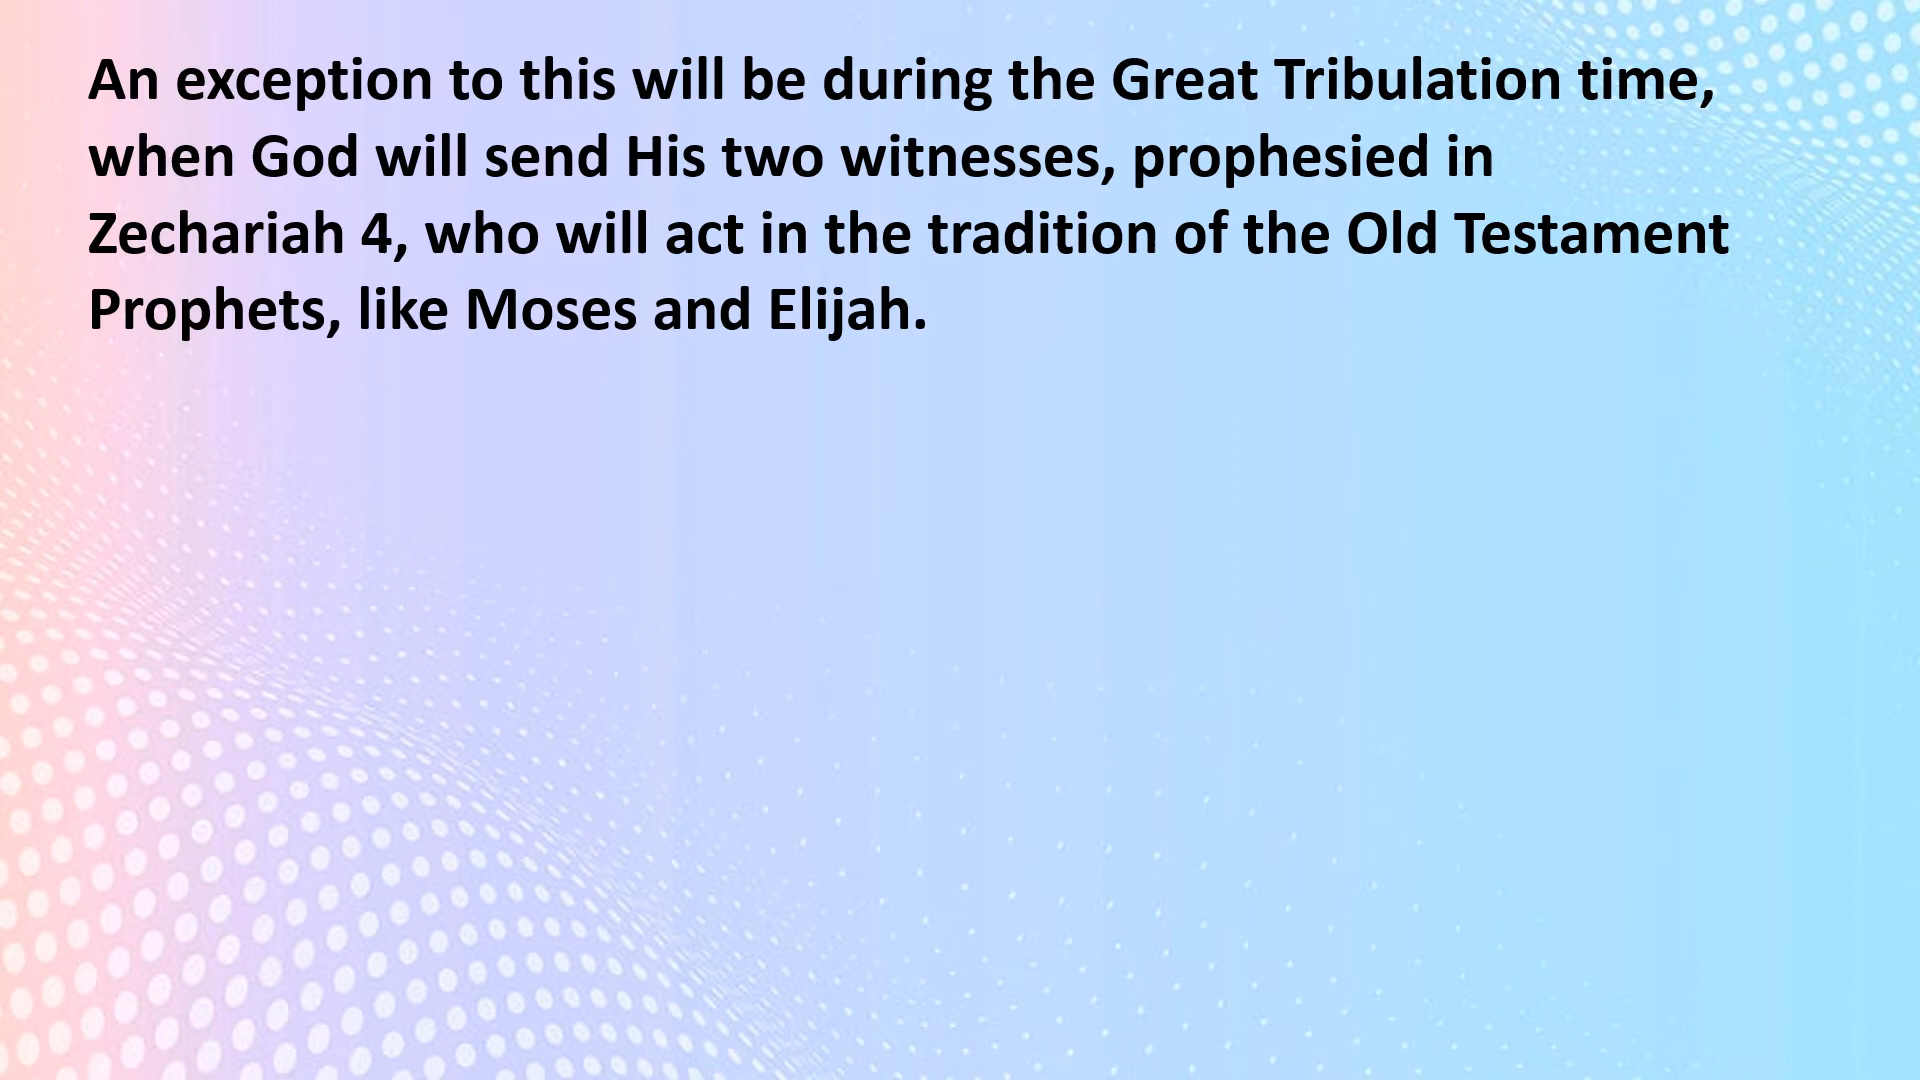 An exception to this will be during the Great Tribulation time,
when God will send His two witnesses, prophesied in
Zechariah 4, who will act in the tradition of the Old Testament
Prophets, like Moses and Elijah.